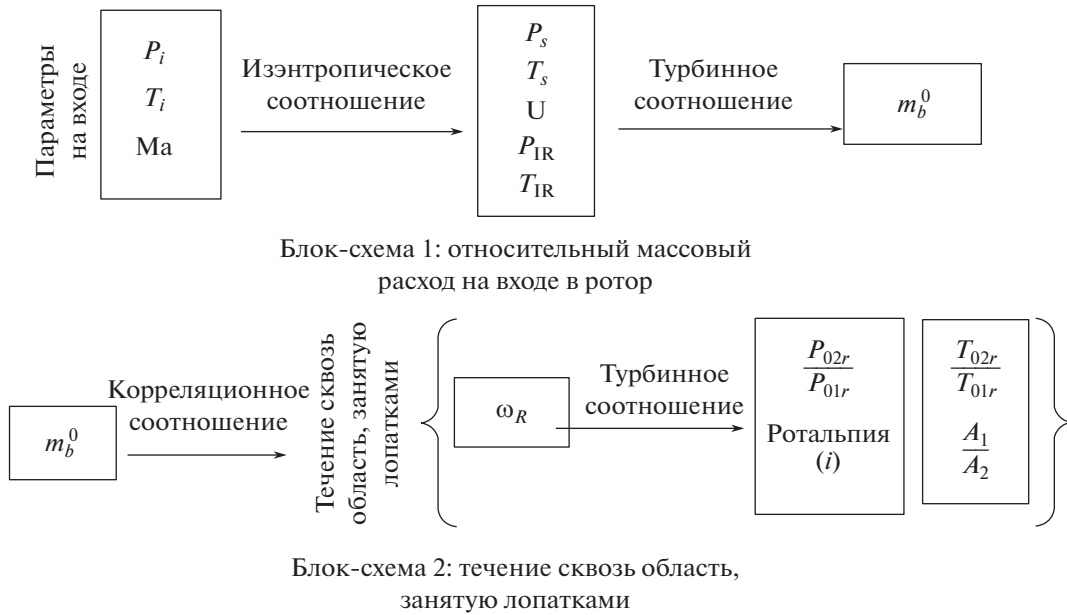 Параметры
на входе
P_i
T_i
Ma
Изэнтропическое
соотношение
P_s
T_s
U
P_IR
T_IR
Турбинное
соотношение
m_b^0
Блок-схема 1: относительный массовый
расход на входе в ротор
m_b^0
Корреляционное
соотношение
Течение сквозь
область, занятую
лопатками
ω_R
Турбинное
соотношение
P_02r
P_01r
Ротальпия
(i)
T_02r
T_01r
A_1
A_2
Блок-схема 2: течение сквозь область,
занятую лопатками